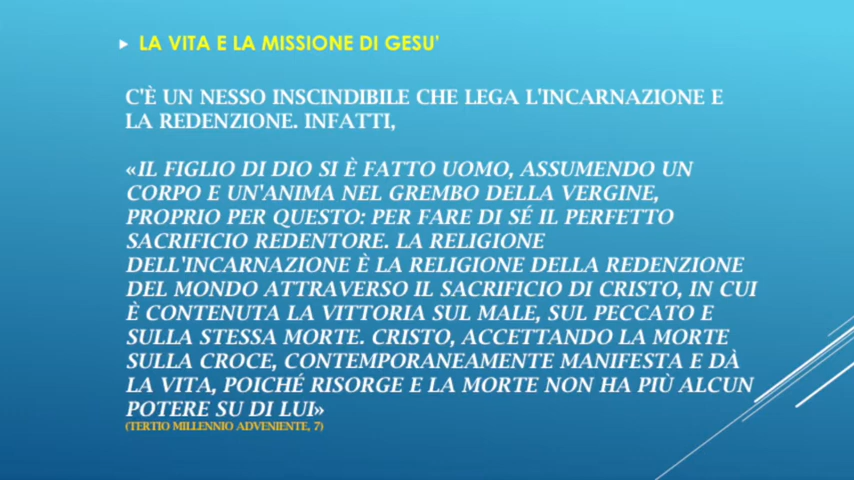 LA VITA E LA MISSIONE DI GESU'
C'È UN NESSO INSCINDIBILE CHE LEGA L'INCARNAZIONE E
LA REDENZIONE. INFATTI,
«IL FIGLIO DI DIO SI È FATTO UOMO, ASSUMENDO UN
CORPO E UN'ANIMA NEL GREMBO DELLA VERGINE,
PROPRIO PER QUESTO: PER FARE DI SÉ IL PERFETTO
SACRIFICIO REDENTORE. LA RELIGIONE
DELL'INCARNAZIONE È LA RELIGIONE DELLA REDENZIONE
DEL MONDO ATTRAVERSO IL SACRIFICIO DI CRISTO, IN CUI
È CONTENUTA LA VITTORIA SUL MALE, SUL PECCATO E
SULLA STESSA MORTE. CRISTO, ACCETTANDO LA MORTE
SULLA CROCE, CONTEMPORANEAMENTE MANIFESTA E DÀ
LA VITA, POICHÉ RISORGE E LA MORTE NON HA PIÙ ALCUN
POTERE SU DI LUI»
(TERTIO MILLENNIO ADVENIENTE, 7)